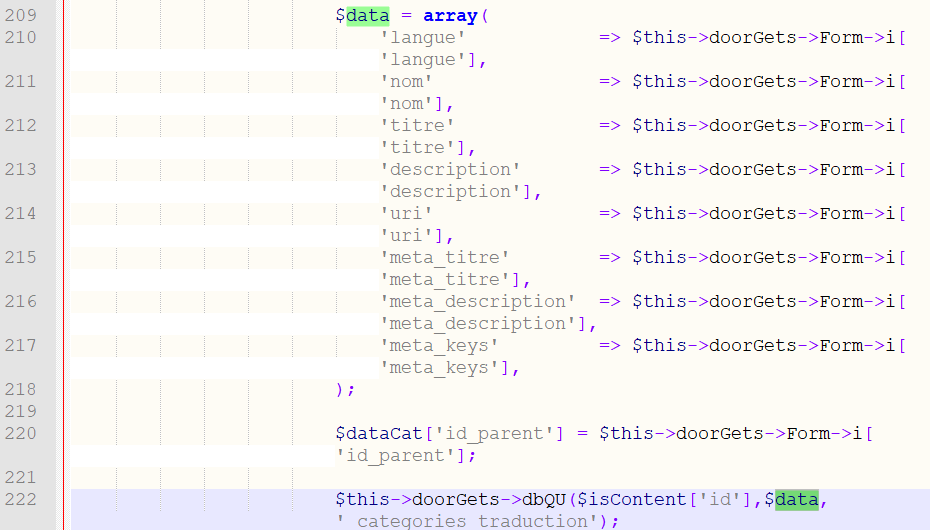 209 $data = array(
210 'langue' => $this->doorGets->Form->i[
'langue'],
211 'nom' => $this->doorGets->Form->i[
'nom'],
212 'titre' => $this->doorGets->Form->i[
'titre'],
213 'description' => $this->doorGets->Form->i[
'description'],
214 'uri' => $this->doorGets->Form->i[
'uri'],
215 'meta_titre' => $this->doorGets->Form->i[
'meta_titre'],
216 'meta_description' => $this->doorGets->Form->i[
'meta_description'],
217 'meta_keys' => $this->doorGets->Form->i[
'meta_keys'],
218 );
219
220 $dataCat['id_parent'] = $this->doorGets->Form->i[
'id_parent'];
221
222 $this->doorGets->dbQU($isContent['id'],$data,
'_categories_traduction');